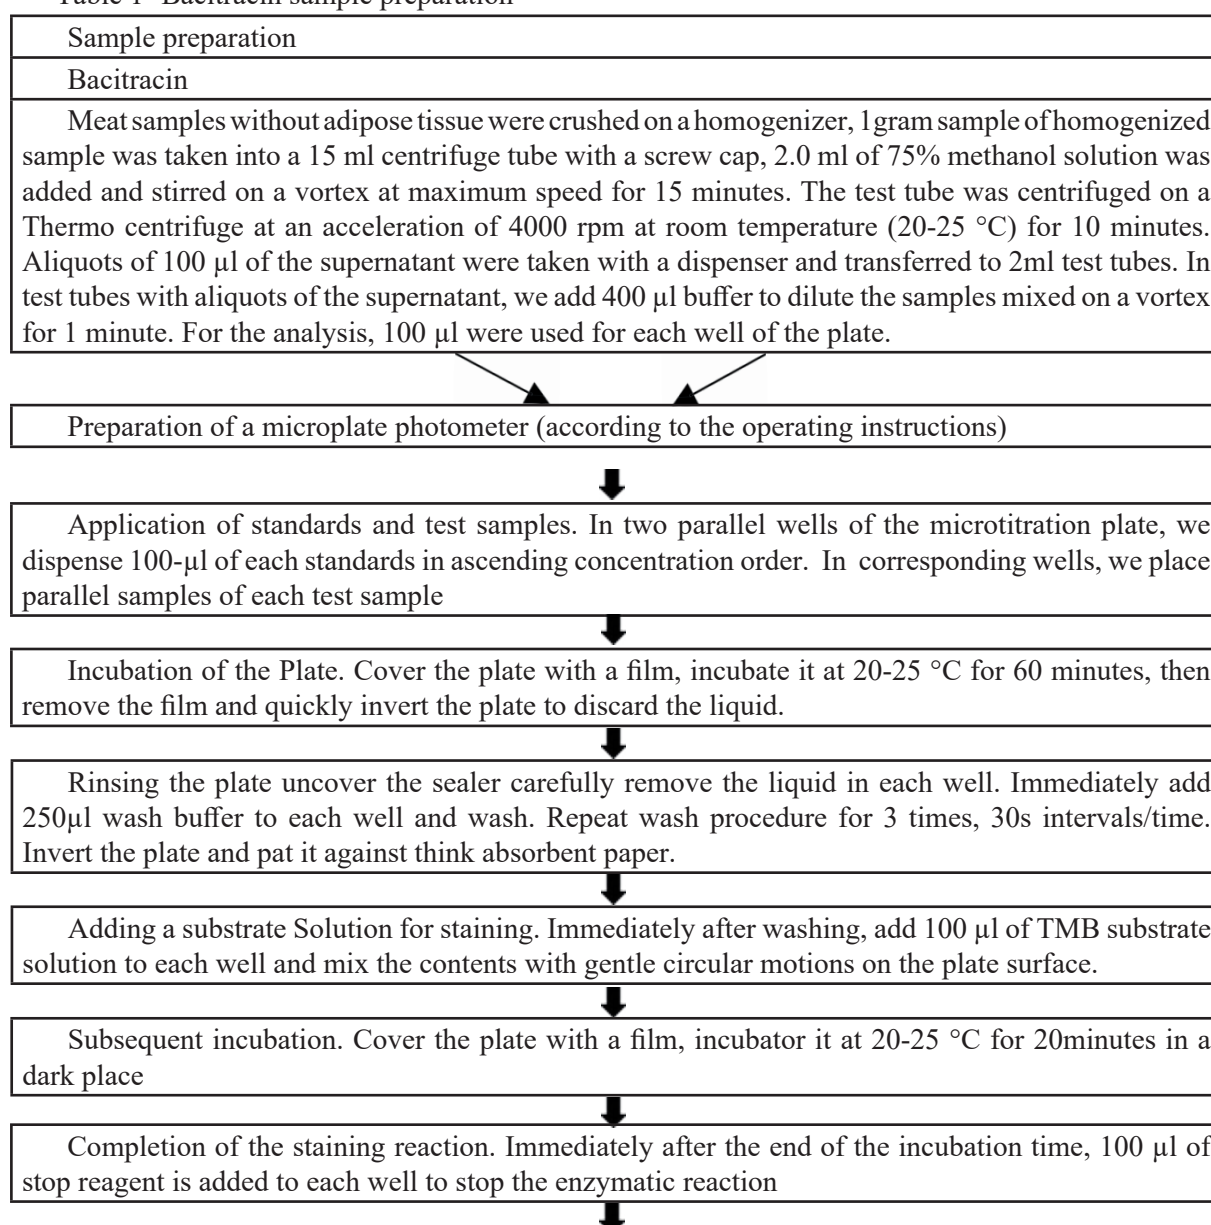 Table 1- Bacitracin sample preparation
Sample preparation
Bacitracin
Meat samples without adipose tissue were crushed on a homogenizer, 1gram sample of homogenized
sample was taken into a 15 ml centrifuge tube with a screw cap, 2.0 ml of 75% methanol solution was
added and stirred on a vortex at maximum speed for 15 minutes. The test tube was centrifuged on a
Thermo centrifuge at an acceleration of 4000 rpm at room temperature (20-25 °C) for 10 minutes.
Aliquots of 100 µl of the supernatant were taken with a dispenser and transferred to 2ml test tubes. In
test tubes with aliquots of the supernatant, we add 400 µl buffer to dilute the samples mixed on a vortex
for 1 minute. For the analysis, 100 µl were used for each well of the plate.
Preparation of a microplate photometer (according to the operating instructions)
Application of standards and test samples. In two parallel wells of the microtitration plate, we
dispense 100-µl of each standards in ascending concentration order. In corresponding wells, we place
parallel samples of each test sample
Incubation of the Plate. Cover the plate with a film, incubate it at 20-25 °C for 60 minutes, then
remove the film and quickly invert the plate to discard the liquid.
Rinsing the plate uncover the sealer carefully remove the liquid in each well. Immediately add
250µl wash buffer to each well and wash. Repeat wash procedure for 3 times, 30s intervals/time.
Invert the plate and pat it against think absorbent paper.
Adding a substrate Solution for staining. Immediately after washing, add 100 µl of TMB substrate
solution to each well and mix the contents with gentle circular motions on the plate surface.
Subsequent incubation. Cover the plate with a film, incubator it at 20-25 °C for 20minutes in a
dark place
Completion of the staining reaction. Immediately after the end of the incubation time, 100 µl of
stop reagent is added to each well to stop the enzymatic reaction